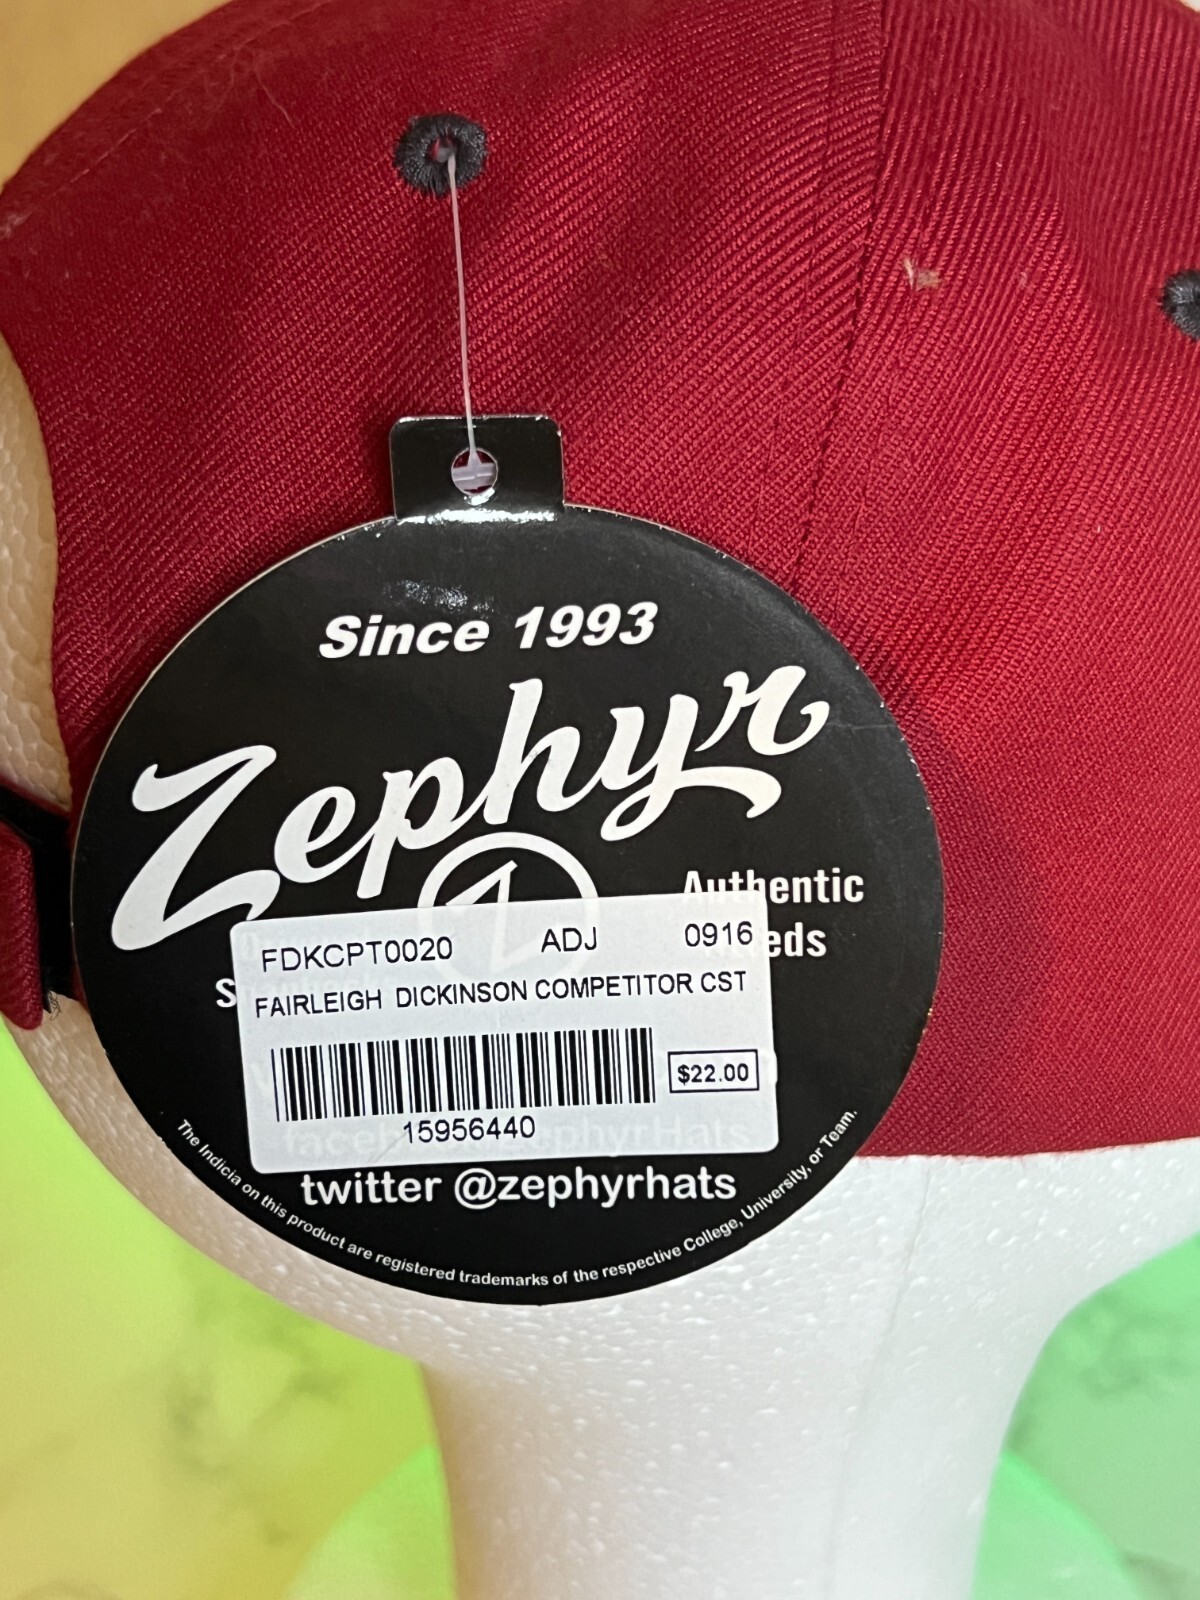 Since 1993
Zephyr
Authentic
FDKCPT0020 ADJ 0916
FAIRLEIGH DICKINSON COMPETITOR CST
$22.00
15956440
twitter @zephyrhats
The Indicia on this product are registered trademarks of the respective College, University, or Team.